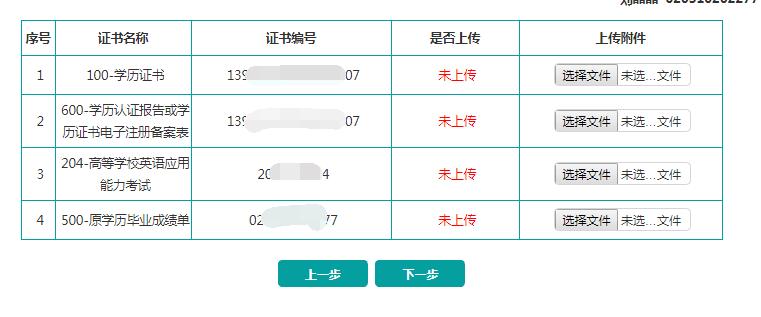 序号 证书名称 证书编号 是否上传 上传附件
1 100-学历证书 139 07 未上传 选择文件 未选...文件
2 600-学历认证报告或学
历证书电子注册备案表 139 07 未上传 选择文件 未选...文件
3 204-高等学校英语应用
能力考试 20 4 未上传 选择文件 未选...文件
4 500-原学历毕业成绩单 02 77 未上传 选择文件 未选...文件
上一步 下一步